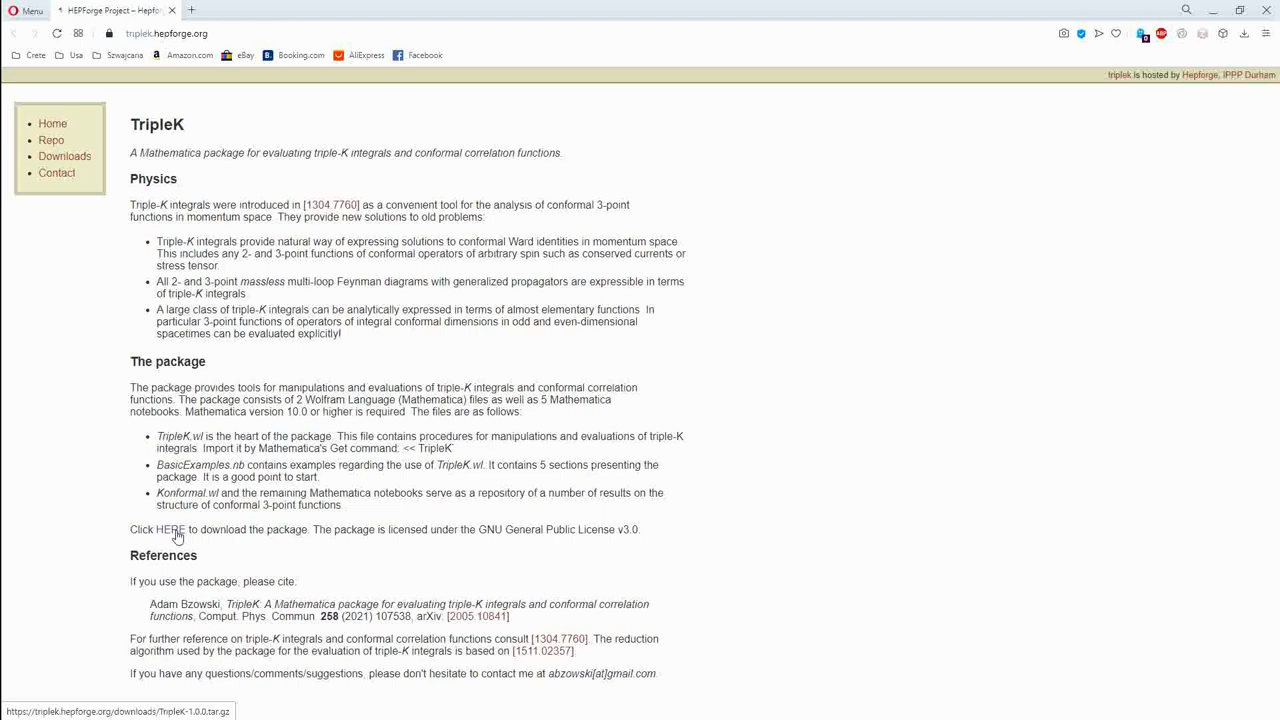 Menu
HEPForge Project – Hepfor
triplek.hepforge.org
Crete
Usa
Szwajcaria
Amazon.com
eBay
Booking.com
AliExpress
Facebook
triplek is hosted by Hepforge, IPPP Durham
Home
Repo
Downloads
Contact
TripleK
A Mathematica package for evaluating triple-K integrals and conformal correlation functions.
Physics
Triple-K integrals were introduced in [1304.7760] as a convenient tool for the analysis of conformal 3-point
functions in momentum space. They provide new solutions to old problems:
Triple-K integrals provide natural way of expressing solutions to conformal Ward identities in momentum space.
This includes any 2- and 3-point functions of conformal operators of arbitrary spin such as conserved currents or
stress tensor.
All 2- and 3-point massless multi-loop Feynman diagrams with generalized propagators are expressible in terms
of triple-K integrals.
A large class of triple-K integrals can be analytically expressed in terms of almost elementary functions. In
particular 3-point functions of operators of integral conformal dimensions in odd and even-dimensional
spacetimes can be evaluated explicitly!
The package
The package provides tools for manipulations and evaluations of triple-K integrals and conformal correlation
functions. The package consists of 2 Wolfram Language (Mathematica) files as well as 5 Mathematica
notebooks. Mathematica version 10.0 or higher is required. The files are as follows:
TripleK.wl is the heart of the package. This file contains procedures for manipulations and evaluations of triple-K
integrals. Import it by Mathematica's Get command: << TripleK`
BasicExamples.nb contains examples regarding the use of TripleK.wl. It contains 5 sections presenting the
package. It is a good point to start.
Konformal.wl and the remaining Mathematica notebooks serve as a repository of a number of results on the
structure of conformal 3-point functions.
Click HERE to download the package. The package is licensed under the GNU General Public License v3.0.
References
If you use the package, please cite:
Adam Bzowski, TripleK: A Mathematica package for evaluating triple-K integrals and conformal correlation
functions, Comput. Phys. Commun. 258 (2021) 107538, arXiv: [2005.10841]
For further reference on triple-K integrals and conformal correlation functions consult [1304.7760]. The reduction
algorithm used by the package for the evaluation of triple-K integrals is based on [1511.02357].
If you have any questions/comments/suggestions, please don't hesitate to contact me at abzowski[at]gmail.com.
https://triplek.hepforge.org/downloads/TripleK-1.0.0.tar.gz